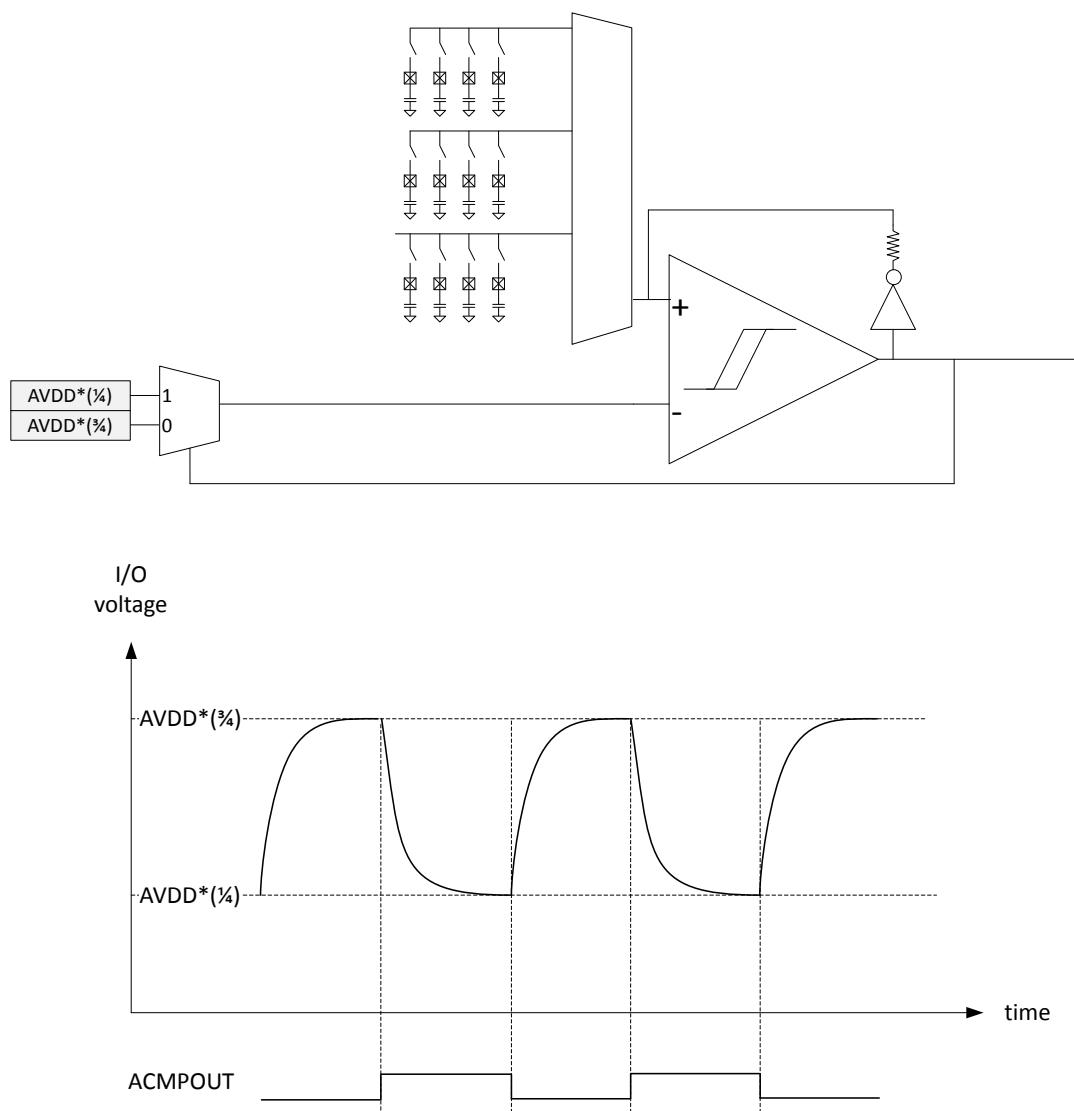 +
AVDD*(¼) 1
AVDD*(¾) 0
-
I/O
voltage
AVDD*(¾)
AVDD*(¼)
time
ACMPOUT